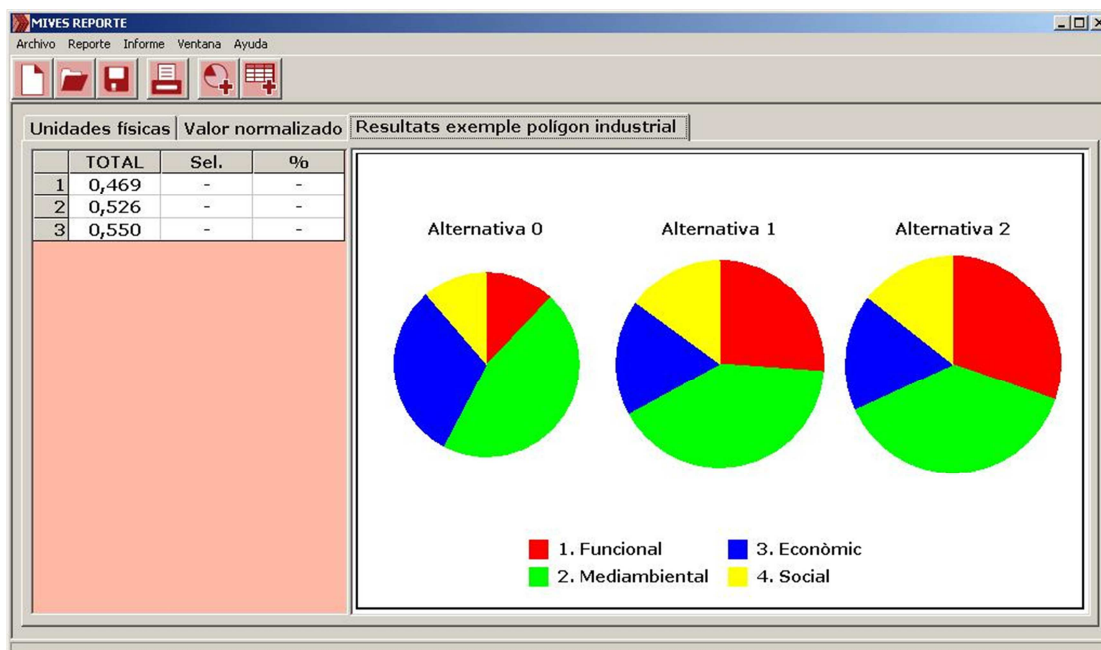 MIVES REPORTE
Archivo Reporte Informe Ventana Ayuda
Unidades físicas Valor normalizado Resultats exemple polígon industrial
TOTAL Sel. %
1 0,469 - -
2 0,526 - -
3 0,550 - -
Alternativa 0 Alternativa 1 Alternativa 2
1. Funcional 3. Econòmic
2. Mediambiental 4. Social